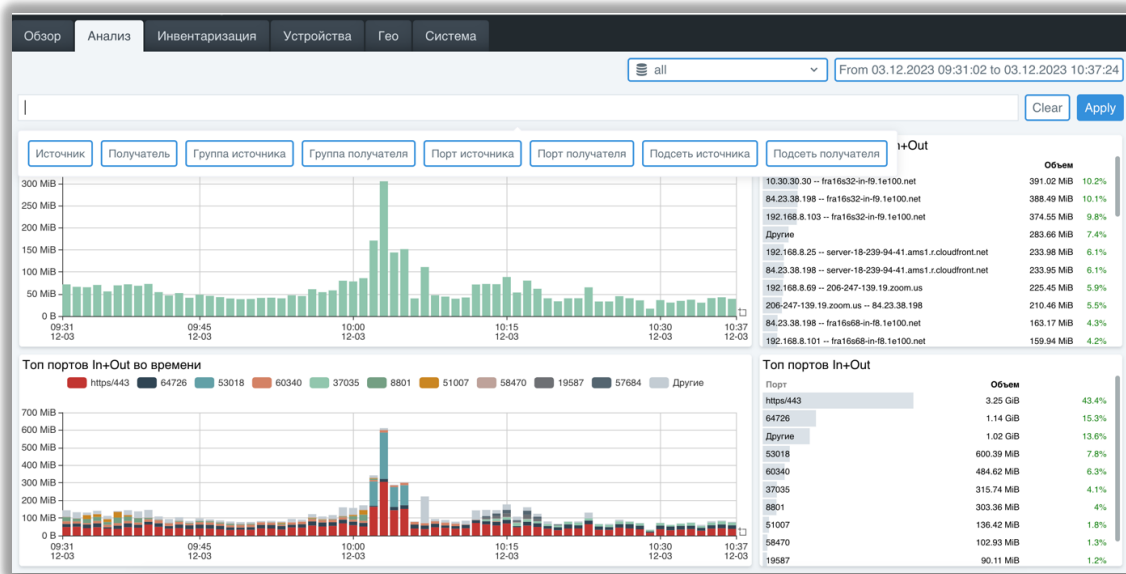 Обзор Анализ Инвентаризация Устройства Гео Система
all From 03.12.2023 09:31:02 to 03.12.2023 10:37:24
Clear Apply
Источник Получатель Группа источника Группа получателя Порт источника Порт получателя Подсеть источника Подсеть получателя
In+Out
Объем
300 MiB
250 MiB
200 MiB
150 MiB
100 MiB
50 MiB
0 B
09:31 09:45 10:00 10:15 10:30 10:37
12-03 12-03 12-03 12-03 12-03 12-03
10.30.30.30 -- fra16s32-in-f9.1e100.net 391.02 MiB 10.2%
84.23.38.198 -- fra16s32-in-f9.1e100.net 388.49 MiB 10.1%
192.168.8.103 -- fra16s32-in-f9.1e100.net 374.55 MiB 9.8%
Другие 283.66 MiB 7.4%
192.168.8.25 -- server-18-239-94-41.ams1.r.cloudfront.net 233.98 MiB 6.1%
84.23.38.198 -- server-18-239-94-41.ams1.r.cloudfront.net 233.95 MiB 6.1%
192.168.8.69 -- 206-247-139.19.zoom.us 225.45 MiB 5.9%
206-247-139.19.zoom.us -- 84.23.38.198 210.46 MiB 5.5%
84.23.38.198 -- fra16s68-in-f8.1e100.net 163.17 MiB 4.3%
192.168.8.101 -- fra16s68-in-f8.1e100.net 159.94 MiB 4.2%
Топ портов In+Out во времени
https/443 64726 53018 60340 37035 8801 51007 58470 19587 57684 Другие
700 MiB
600 MiB
500 MiB
400 MiB
300 MiB
200 MiB
100 MiB
0 B
09:31 09:45 10:00 10:15 10:30 10:37
12-03 12-03 12-03 12-03 12-03 12-03
Топ портов In+Out
Порт Объем
https/443 3.25 GiB 43.4%
64726 1.14 GiB 15.3%
Другие 1.02 GiB 13.6%
53018 600.39 MiB 7.8%
60340 484.62 MiB 6.3%
37035 315.74 MiB 4.1%
8801 303.36 MiB 4%
51007 136.42 MiB 1.8%
58470 102.93 MiB 1.3%
19587 90.11 MiB 1.2%